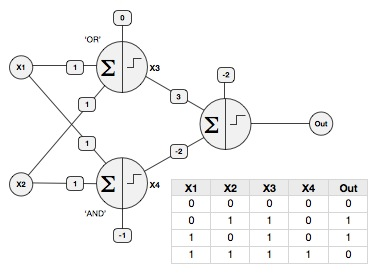 0
'OR'
X1
1
Σ
X3
-2
1
3
Σ
Out
1
-2
X2
1
Σ
X4
'AND'
-1
X1 X2 X3 X4 Out
0 0 0 0 0
0 1 1 0 1
1 0 1 0 1
1 1 1 1 0